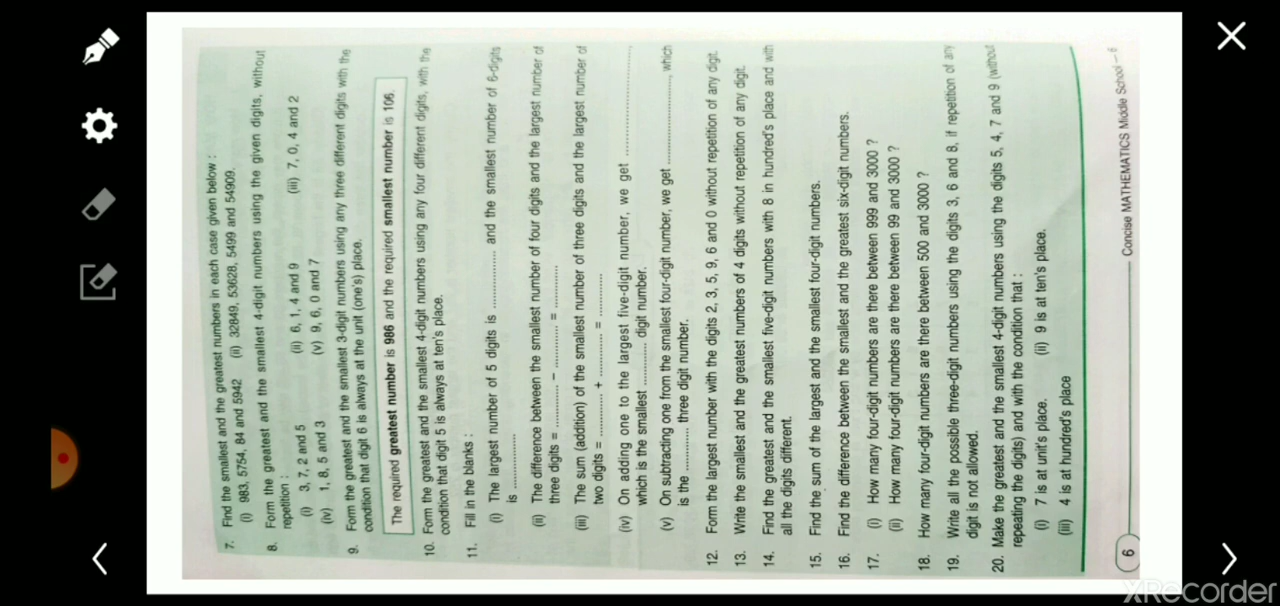 7. Find the smallest and the greatest numbers in each case given below :
(i) 983, 5754, 84 and 5942 (ii) 32849, 53628, 5499 and 54909.
8. Form the greatest and the smallest 4-digit numbers using the given digits, without
repetition :
(i) 3, 7, 2 and 5 (ii) 6, 1, 4 and 9 (iii) 7, 0, 4 and 2
(iv) 1, 8, 5 and 3 (v) 9, 6, 0 and 7
9. Form the greatest and the smallest 3-digit numbers using any three different digits with the
condition that digit 6 is always at the unit (one's) place.
The required greatest number is 986 and the required smallest number is 106.
10. Form the greatest and the smallest 4-digit numbers using any four different digits, with the
condition that digit 5 is always at ten's place.
11. Fill in the blanks :
(i) The largest number of 5 digits is ............ and the smallest number of 6-digits
is ............
(ii) The difference between the smallest number of four digits and the largest number of
three digits = ............ – ............ = ............
(iii) The sum (addition) of the smallest number of three digits and the largest number of
two digits = ............ + ............ = ............
(iv) On adding one to the largest five-digit number, we get ............,
which is the smallest ............ digit number.
(v) On subtracting one from the smallest four-digit number, we get ............, which
is the ............ three digit number.
12. Form the largest number with the digits 2, 3, 5, 9, 6 and 0 without repetition of any digit.
13. Write the smallest and the greatest numbers of 4 digits without repetition of any digit.
14. Find the greatest and the smallest five-digit numbers with 8 in hundred's place and with
all the digits different.
15. Find the sum of the largest and the smallest four-digit numbers.
16. Find the difference between the smallest and the greatest six-digit numbers.
17. (i) How many four-digit numbers are there between 999 and 3000 ?
(ii) How many four-digit numbers are there between 99 and 3000 ?
18. How many four-digit numbers are there between 500 and 3000 ?
19. Write all the possible three-digit numbers using the digits 3, 6 and 8, if repetition of any
digit is not allowed.
20. Make the greatest and the smallest 4-digit numbers using the digits 5, 4, 7 and 9 (without
repeating the digits) and with the condition that :
(i) 7 is at unit's place. (ii) 9 is at ten's place.
(iii) 4 is at hundred's place
6 Concise MATHEMATICS Middle School – 6
XRecorder